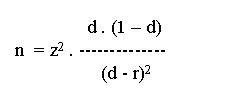 d . (1 – d)
n = z² . --------------
(d - r)²